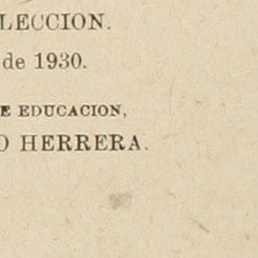 LECCION.
de 1930.
E EDUCACION,
O HERRERA.